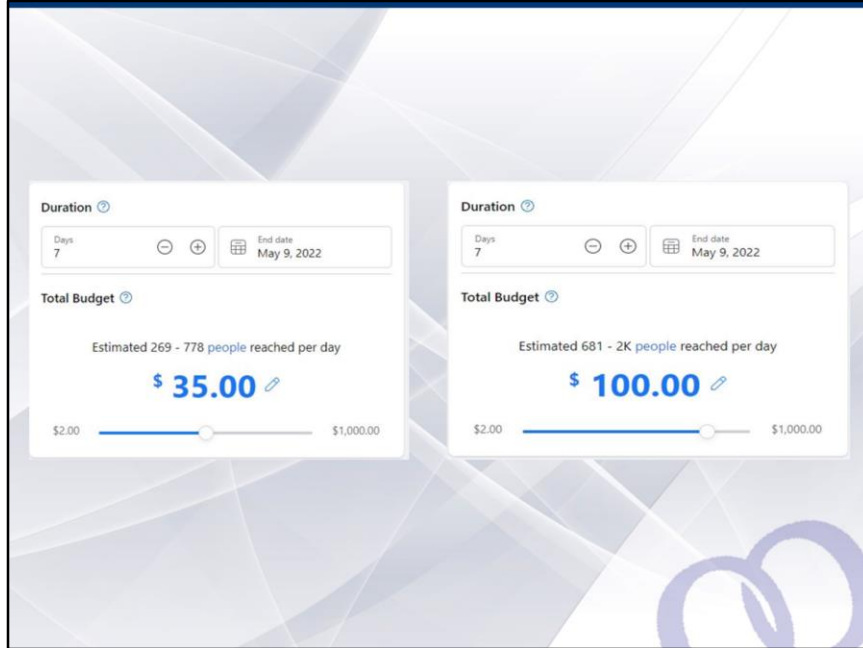 Duration
Days
7
End date
May 9, 2022
Total Budget
Estimated 269 - 778 people reached per day
$ 35.00
$2.00 $1,000.00
Duration
Days
7
End date
May 9, 2022
Total Budget
Estimated 681 - 2K people reached per day
$ 100.00
$2.00 $1,000.00